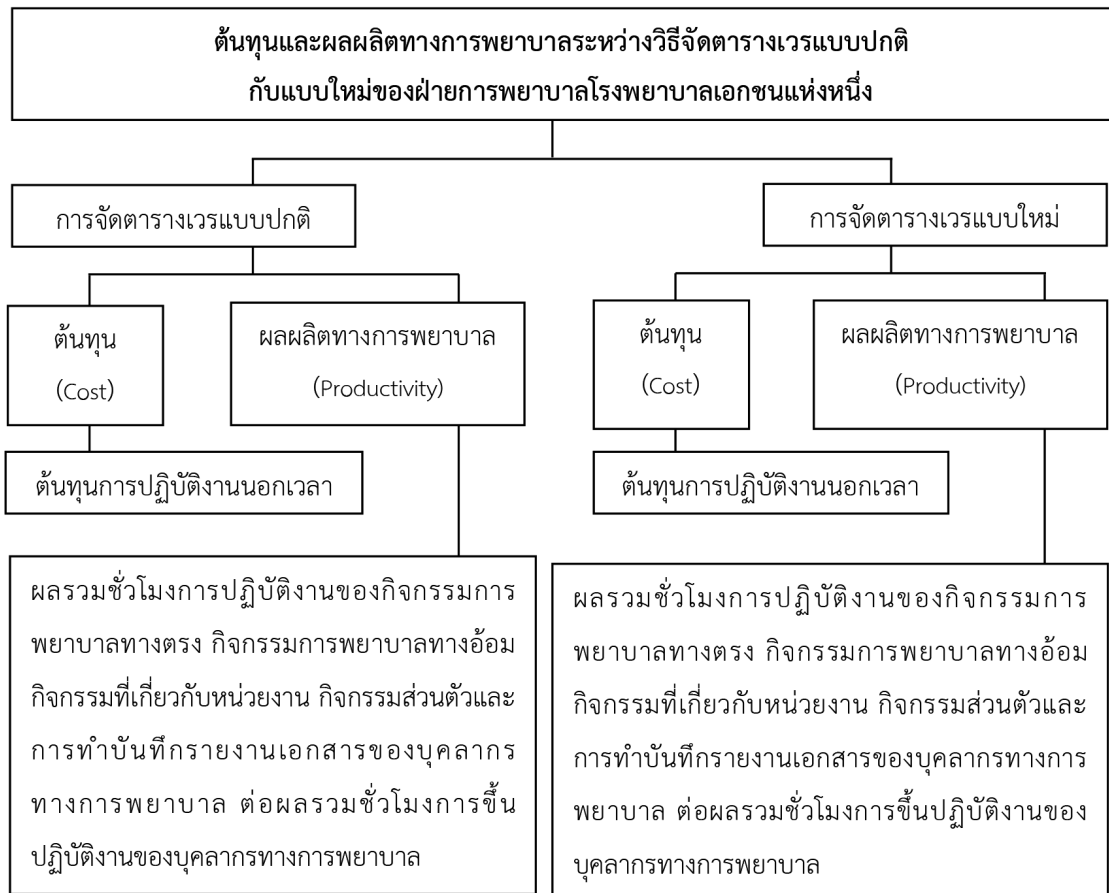 ต้นทุนและผลผลิตทางการพยาบาลระหว่างวิธีจัดตารางเวรแบบปกติ
กับแบบใหม่ของฝ่ายการพยาบาลโรงพยาบาลเอกชนแห่งหนึ่ง
การจัดตารางเวรแบบปกติ
ต้นทุน
(Cost)
ผลผลิตทางการพยาบาล
(Productivity)
ต้นทุนการปฏิบัติงานนอกเวลา
ผลรวมชั่วโมงการปฏิบัติงานของกิจกรรมการ
พยาบาลทางตรง กิจกรรมการพยาบาลทางอ้อม
กิจกรรมที่เกี่ยวกับหน่วยงาน กิจกรรมส่วนตัวและ
การทำบันทึกรายงานเอกสารของบุคลากร
ทางการพยาบาล ต่อผลรวมชั่วโมงการขึ้น
ปฏิบัติงานของบุคลากรทางการพยาบาล
การจัดตารางเวรแบบใหม่
ต้นทุน
(Cost)
ผลผลิตทางการพยาบาล
(Productivity)
ต้นทุนการปฏิบัติงานนอกเวลา
ผลรวมชั่วโมงการปฏิบัติงานของกิจกรรมการ
พยาบาลทางตรง กิจกรรมการพยาบาลทางอ้อม
กิจกรรมที่เกี่ยวกับหน่วยงาน กิจกรรมส่วนตัวและ
การทำบันทึกรายงานเอกสารของบุคลากรทางการ
พยาบาล ต่อผลรวมชั่วโมงการขึ้นปฏิบัติงานของ
บุคลากรทางการพยาบาล